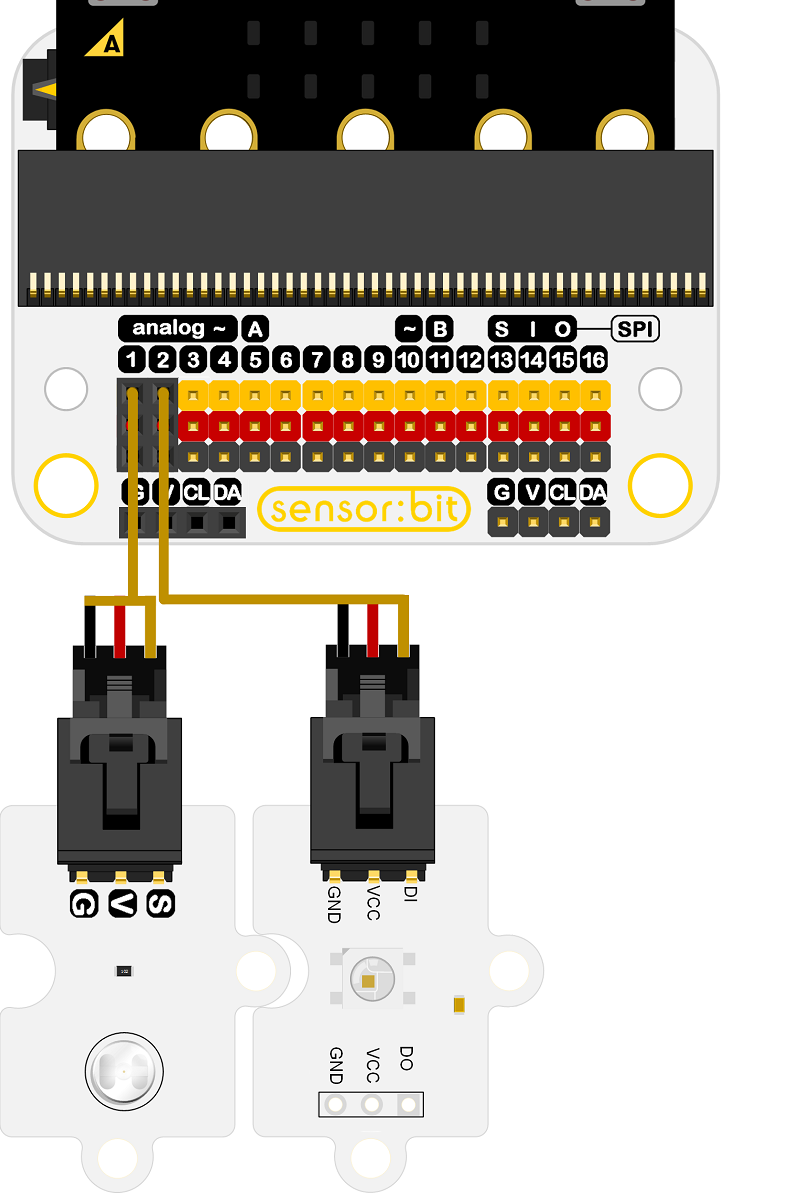 A
analog ~ A ~ B S I O SPI
1 2 3 4 5 6 7 8 9 10 11 12 13 14 15 16
G V CL DA G V CL DA
sensor:bit
G V S
GND VCC DI
GND VCC DO